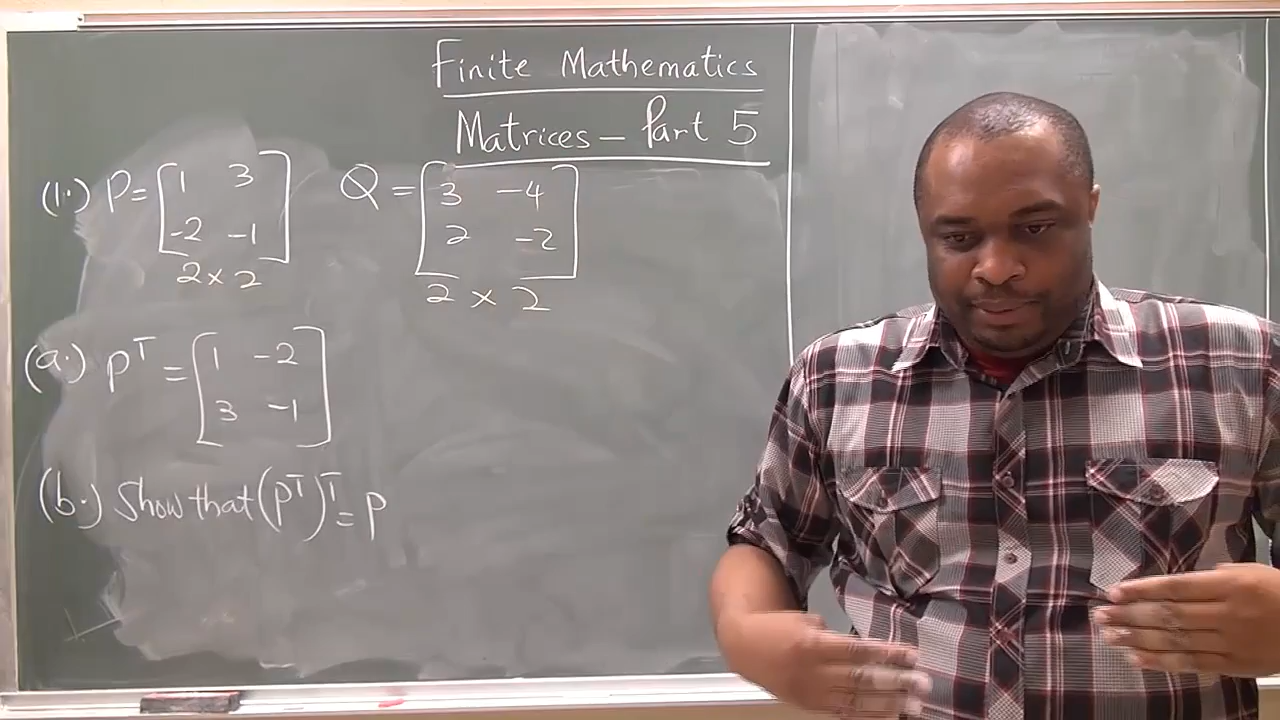 Finite Mathematics
Matrices – Part 5
(1.) P = [1 3
-2 -1]
2 × 2
Q = [3 -4
2 -2]
2 × 2
(a.) P^T = [1 -2
3 -1]
(b.) Show that (P^T)^T = P